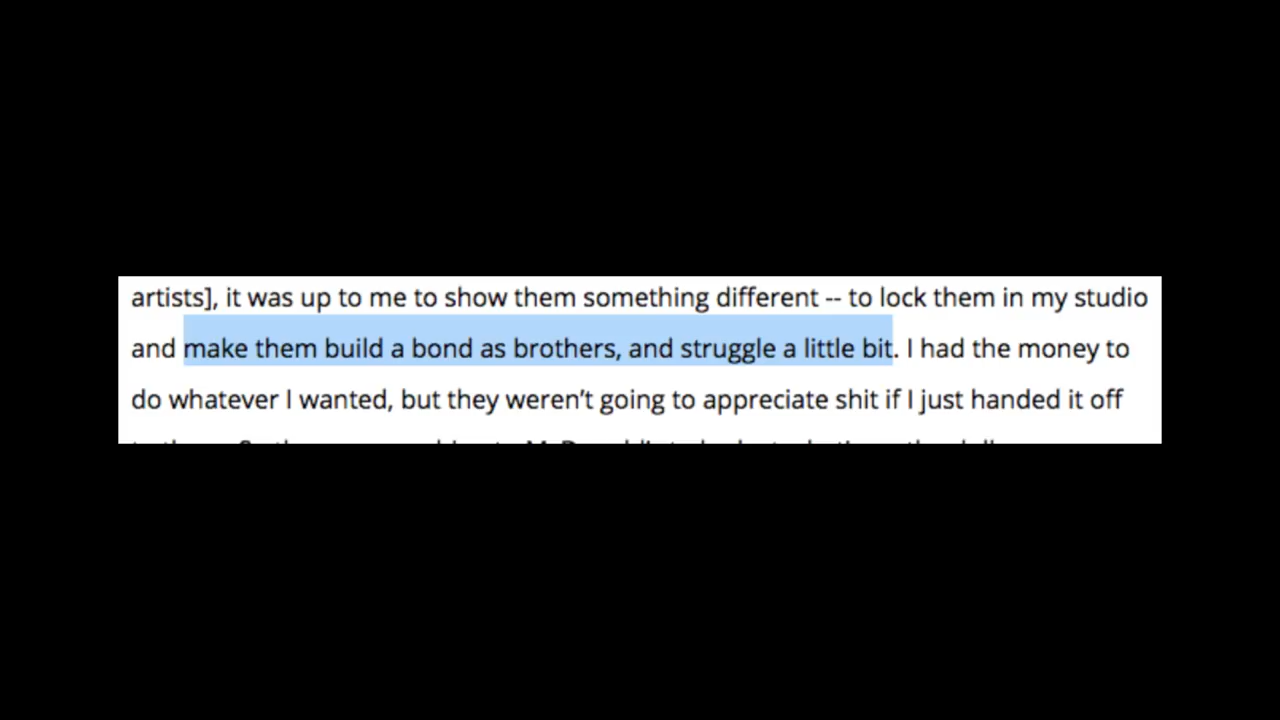 artists], it was up to me to show them something different -- to lock them in my studio
and make them build a bond as brothers, and struggle a little bit. I had the money to
do whatever I wanted, but they weren’t going to appreciate shit if I just handed it off